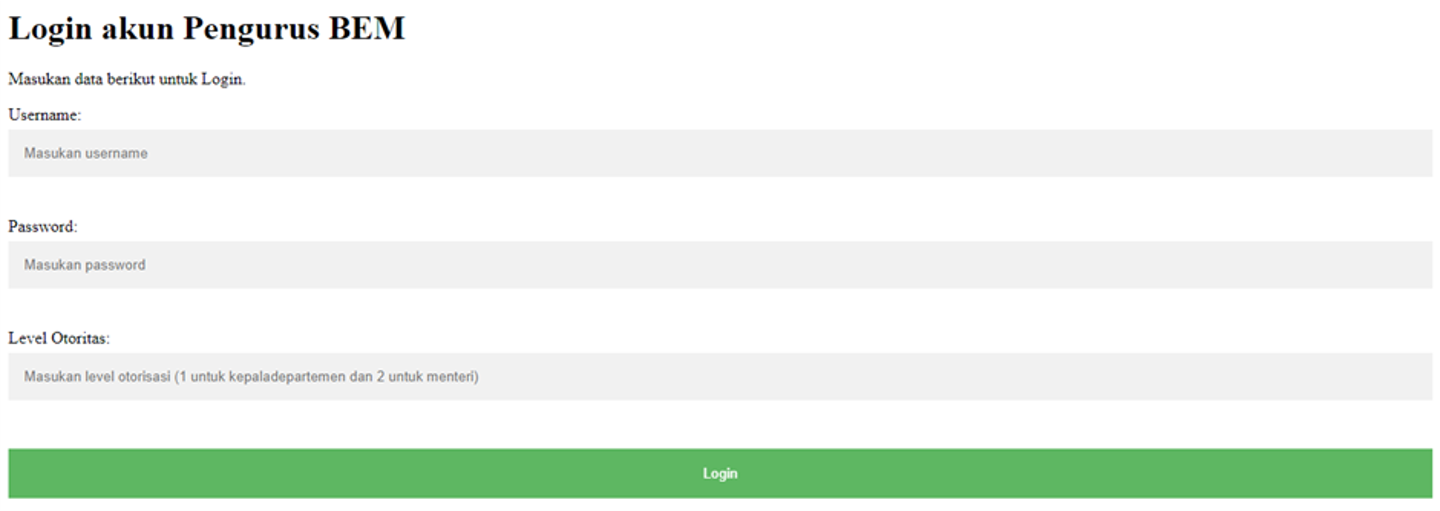 Login akun Pengurus BEM
Masukan data berikut untuk Login.
Username:
Masukan username
Password:
Masukan password
Level Otoritas:
Masukan level otorisasi (1 untuk kepaladepartemen dan 2 untuk menteri)
Login